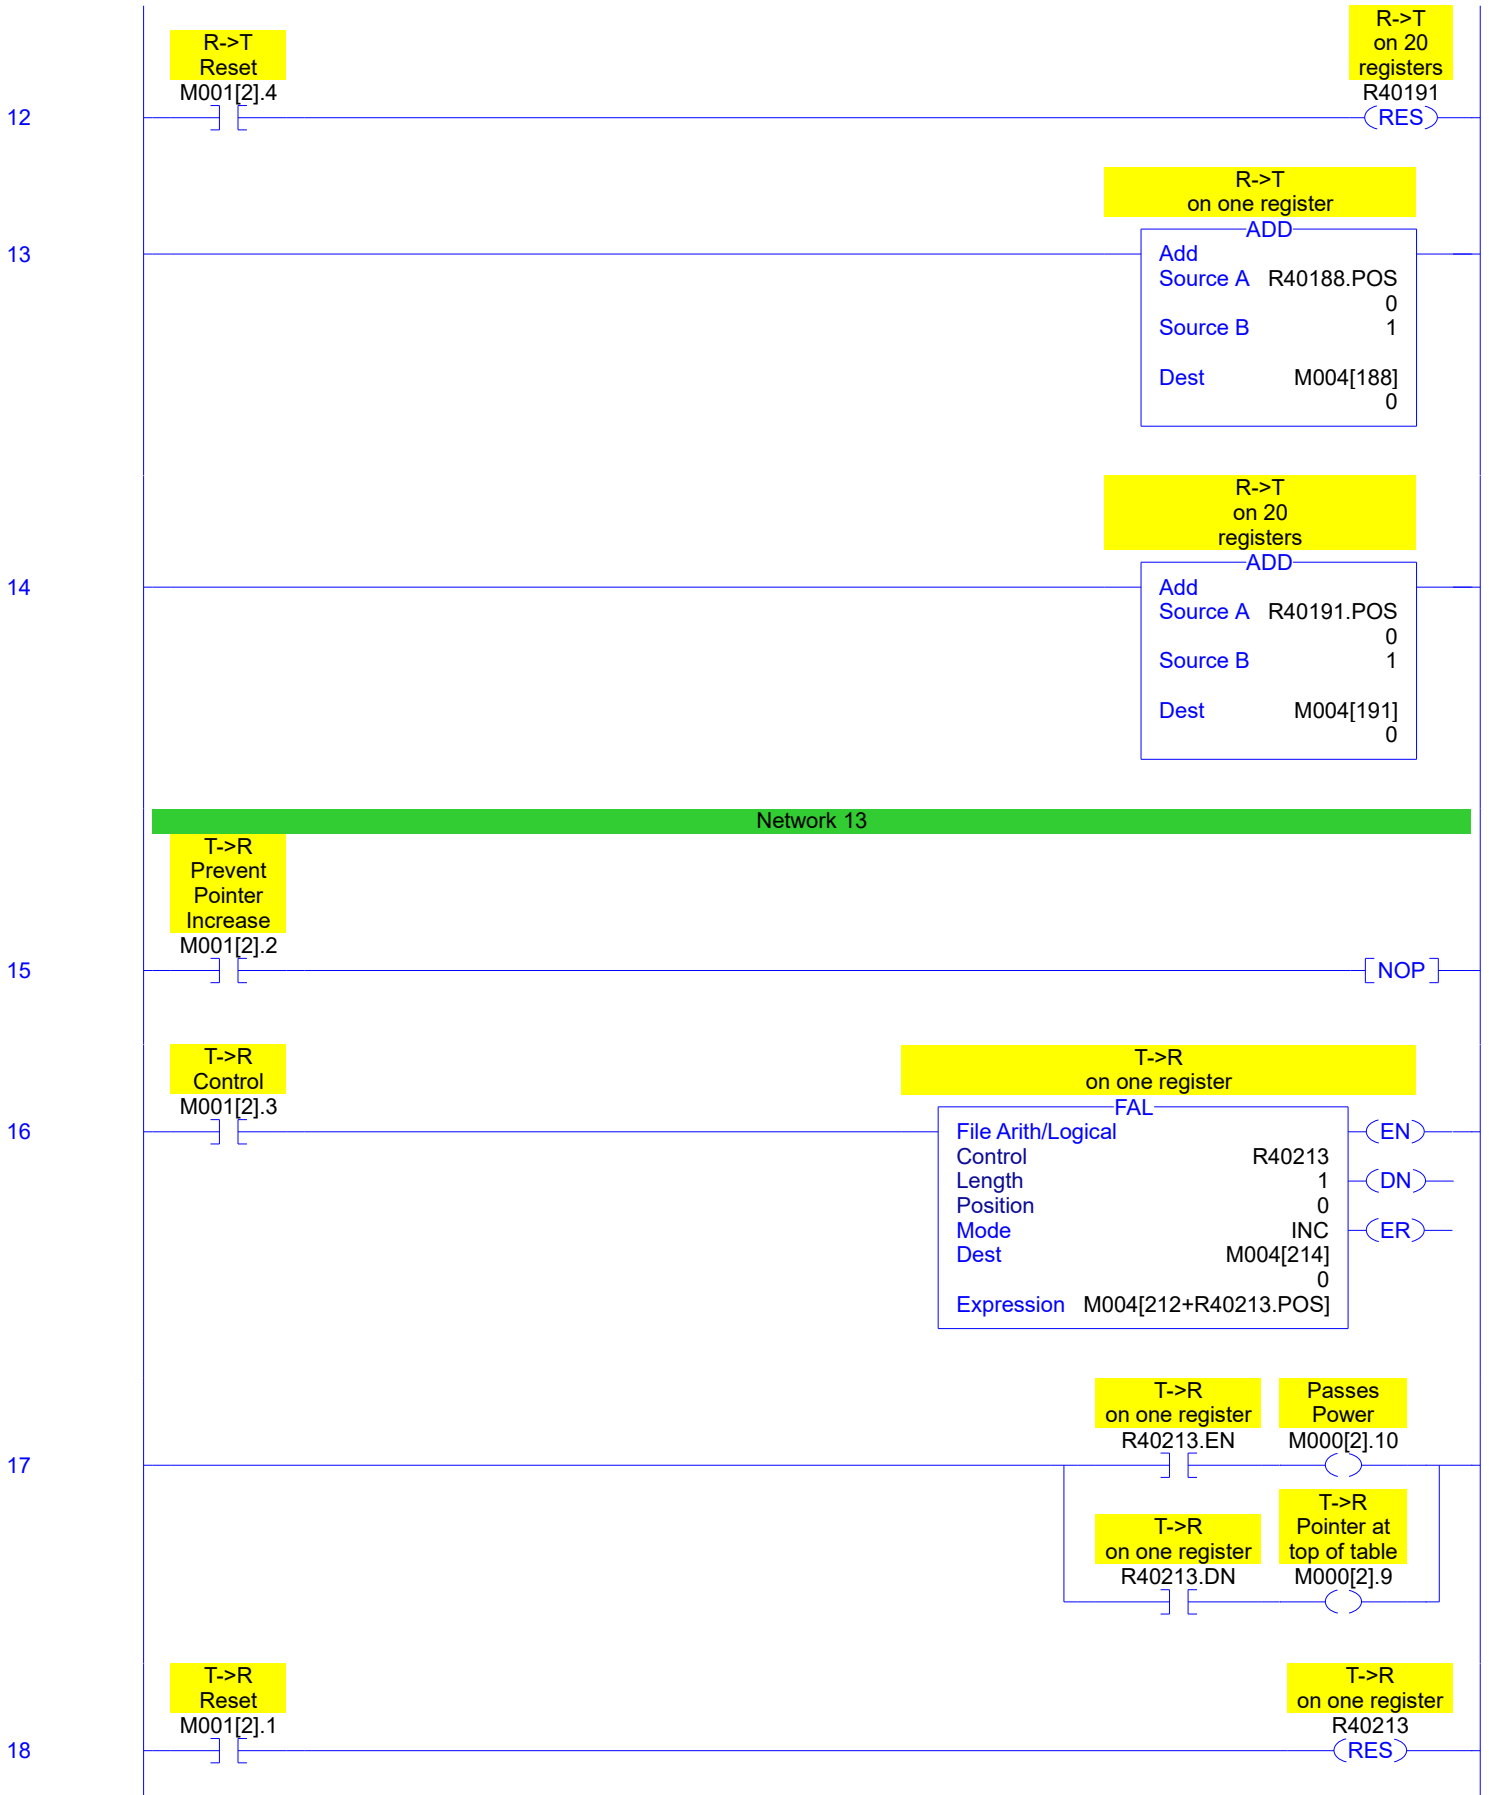 R->T
Reset
M001[2].4
R->T
on 20
registers
R40191
12
RES
R->T
on one register
ADD
13
Add
Source A R40188.POS
0
Source B 1
Dest M004[188]
0
R->T
on 20
registers
ADD
14
Add
Source A R40191.POS
0
Source B 1
Dest M004[191]
0
Network 13
T->R
Prevent
Pointer
Increase
M001[2].2
15
NOP
T->R
Control
M001[2].3
T->R
on one register
FAL
16
File Arith/Logical
EN
Control R40213
Length 1
DN
Position 0
Mode INC
ER
Dest M004[214]
0
Expression M004[212+R40213.POS]
T->R
on one register
R40213.EN
Passes
Power
M000[2].10
17
T->R
on one register
R40213.DN
T->R
Pointer at
top of table
M000[2].9
T->R
Reset
M001[2].1
T->R
on one register
R40213
18
RES